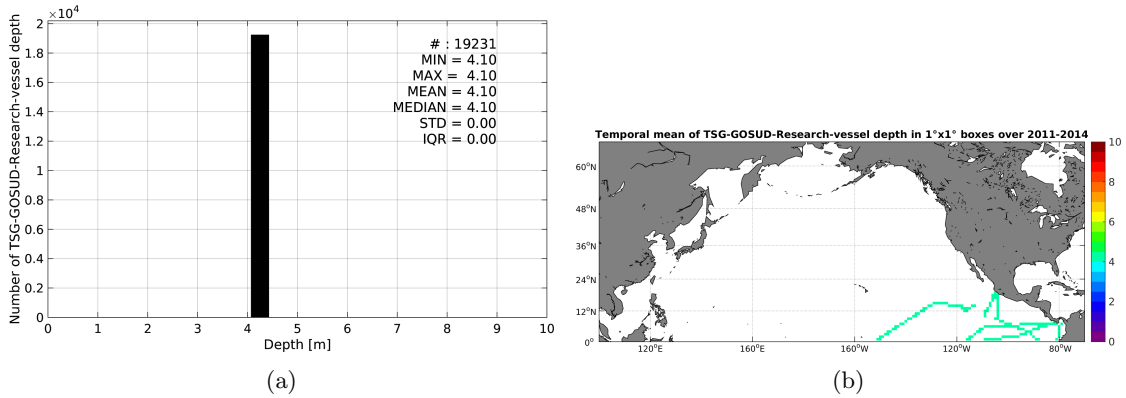 ×10⁴
Number of TSG-GOSUD-Research-vessel depth
2
1.8
1.6
1.4
1.2
1
0.8
0.6
0.4
0.2
0
# : 19231
MIN = 4.10
MAX = 4.10
MEAN = 4.10
MEDIAN = 4.10
STD = 0.00
IQR = 0.00
0 1 2 3 4 5 6 7 8 9 10
Depth [m]
(a)
Temporal mean of TSG-GOSUD-Research-vessel depth in 1°x1° boxes over 2011-2014
60°N
48°N
36°N
24°N
12°N
0°
120°E 160°E 160°W 120°W 80°W
10
8
6
4
2
0
(b)